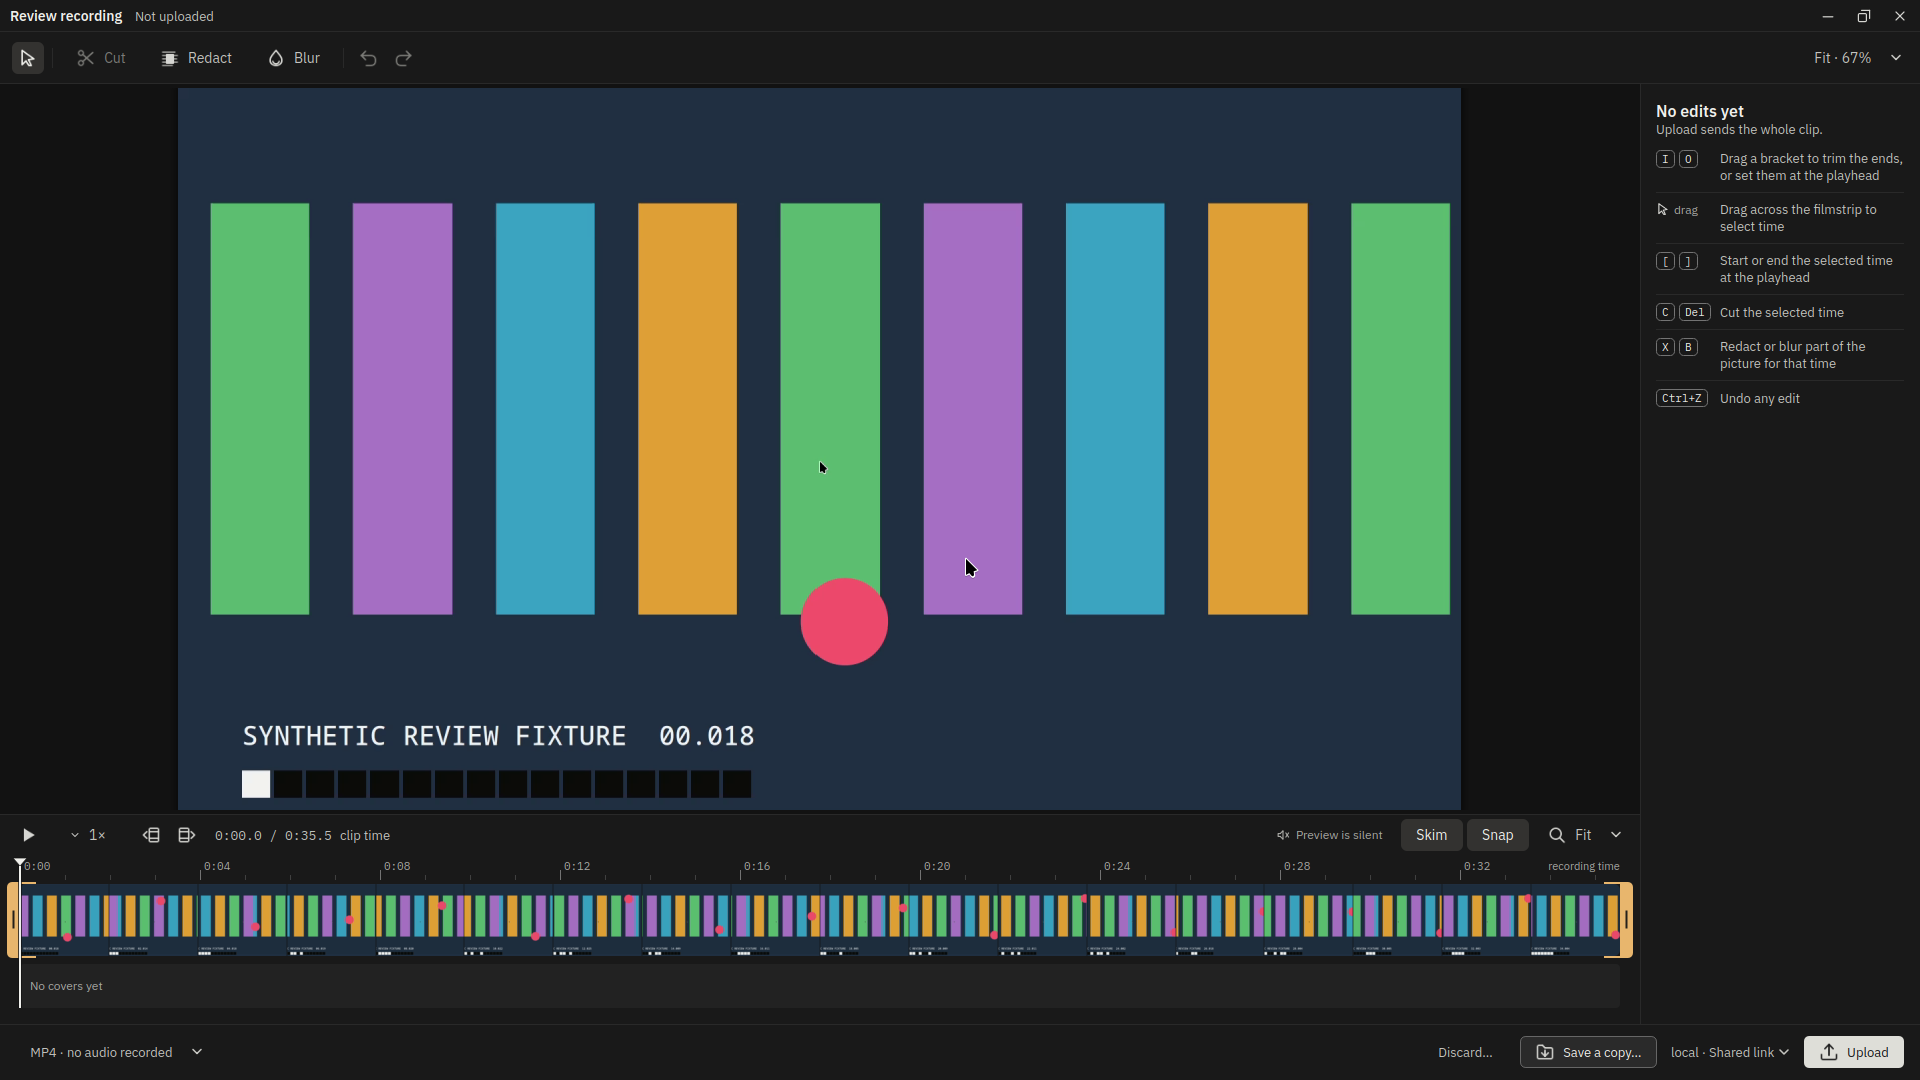 Review recording Not uploaded
Cut Redact Blur Fit · 67%
SYNTHETIC REVIEW FIXTURE 00.018
No edits yet
Upload sends the whole clip.
I O Drag a bracket to trim the ends,
or set them at the playhead
drag Drag across the filmstrip to
select time
[ ] Start or end the selected time
at the playhead
C Del Cut the selected time
X B Redact or blur part of the
picture for that time
Ctrl+Z Undo any edit
1× 0:00.0 / 0:35.5 clip time Preview is silent Skim Snap Fit
0:00 0:04 0:08 0:12 0:16 0:20 0:24 0:28 0:32 recording time
No covers yet
MP4 · no audio recorded Discard... Save a copy... local · Shared link Upload